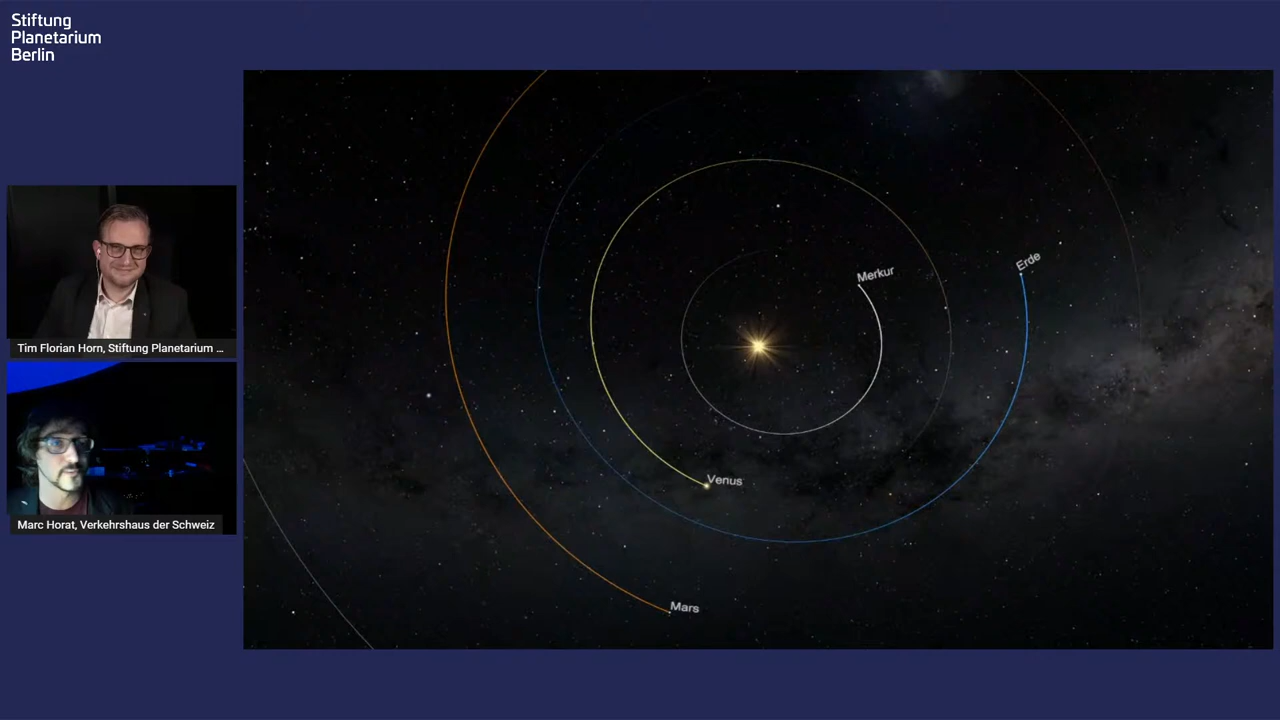 Stiftung
Planetarium
Berlin
Merkur
Erde
Venus
Mars
Tim Florian Horn, Stiftung Planetarium ...
Marc Horat, Verkehrshaus der Schweiz